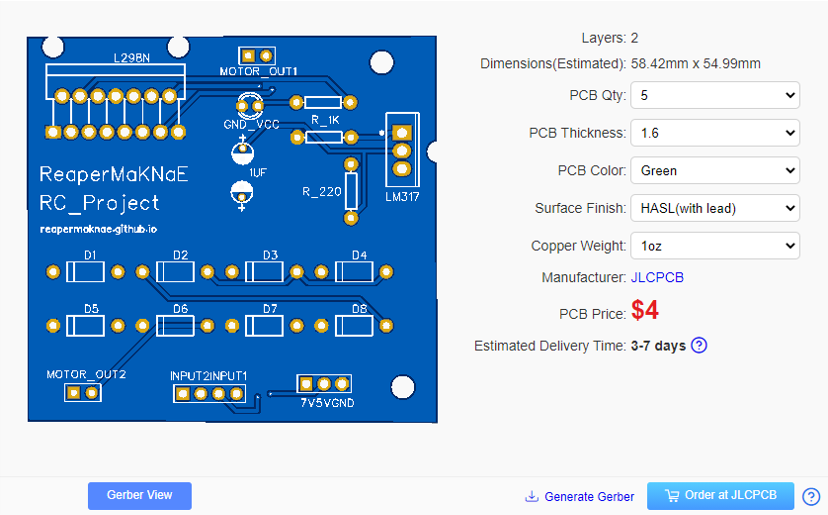 L298N
MOTOR_OUT1
GND_VCC
R_1K
1UF
R_220
LM317
ReaperMaKNaE
RC_Project
reapermaknae-github.io
D1 D2 D3 D4
D5 D6 D7 D8
MOTOR_OUT2
INPUT2INPUT1
7V5VGND
Layers: 2
Dimensions(Estimated): 58.42mm x 54.99mm
PCB Qty: 5
PCB Thickness: 1.6
PCB Color: Green
Surface Finish: HASL(with lead)
Copper Weight: 1oz
Manufacturer: JLCPCB
PCB Price: $4
Estimated Delivery Time: 3-7 days ?
Gerber View
Generate Gerber
Order at JLCPCB ?